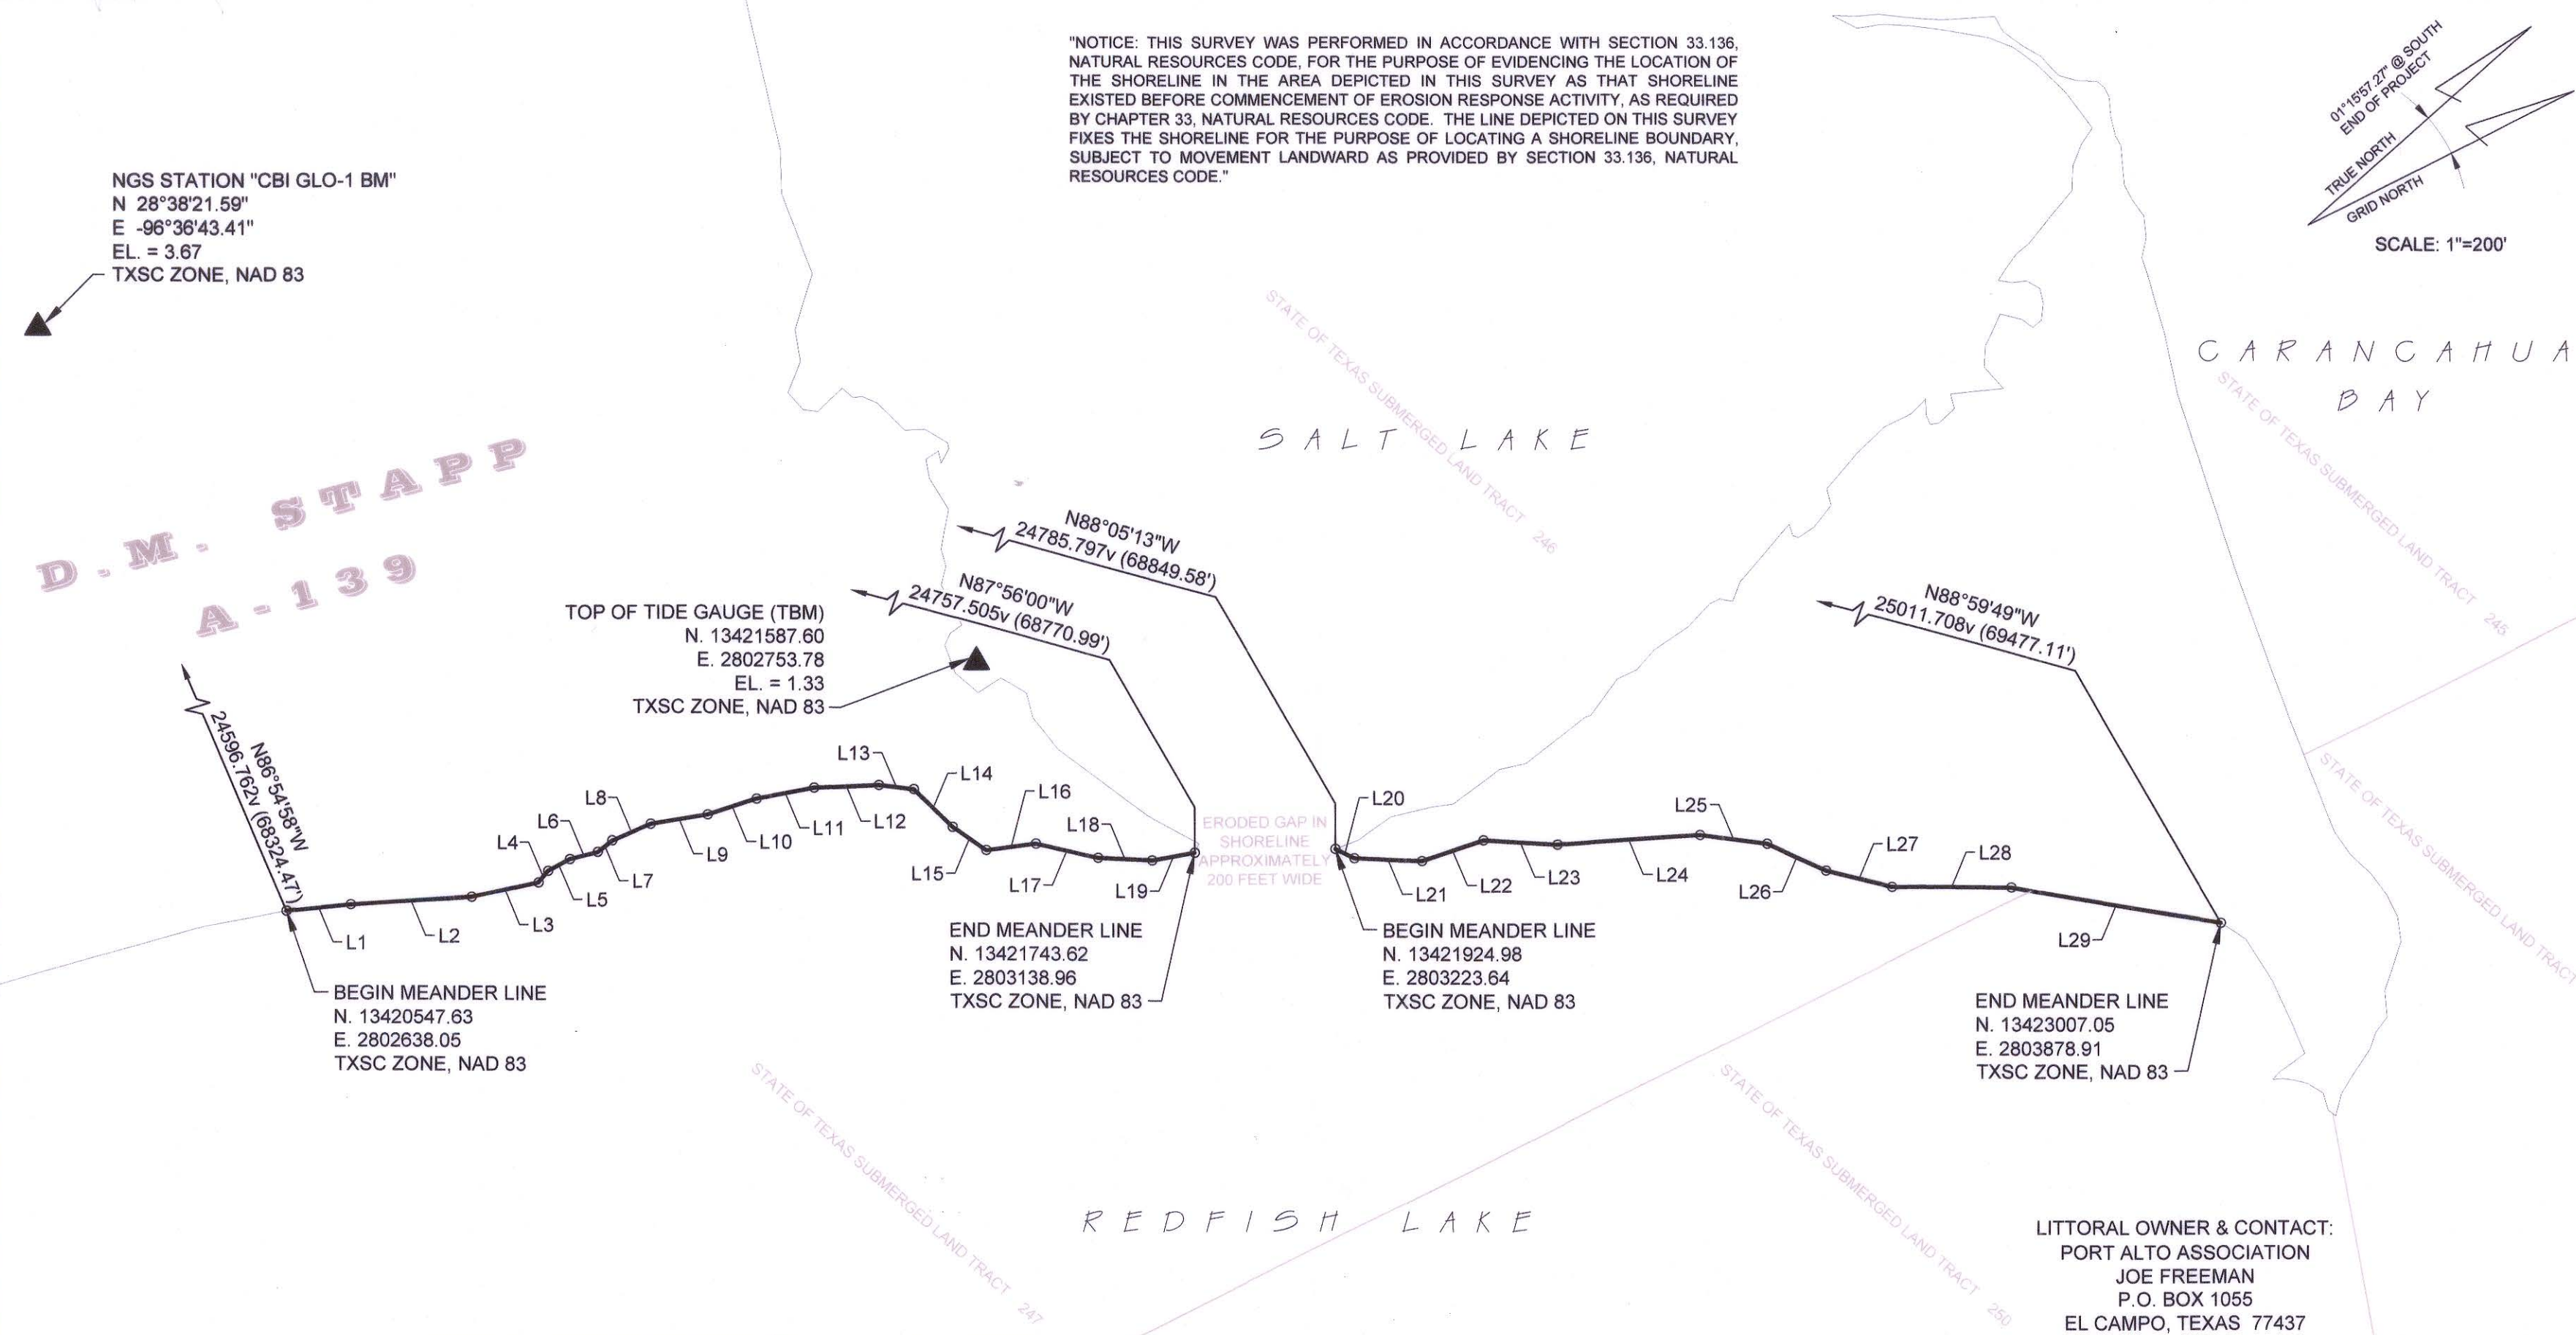 "NOTICE: THIS SURVEY WAS PERFORMED IN ACCORDANCE WITH SECTION 33.136,
NATURAL RESOURCES CODE, FOR THE PURPOSE OF EVIDENCING THE LOCATION OF
THE SHORELINE IN THE AREA DEPICTED IN THIS SURVEY AS THAT SHORELINE
EXISTED BEFORE COMMENCEMENT OF EROSION RESPONSE ACTIVITY, AS REQUIRED
BY CHAPTER 33, NATURAL RESOURCES CODE. THE LINE DEPICTED ON THIS SURVEY
FIXES THE SHORELINE FOR THE PURPOSE OF LOCATING A SHORELINE BOUNDARY,
SUBJECT TO MOVEMENT LANDWARD AS PROVIDED BY SECTION 33.136, NATURAL
RESOURCES CODE."
01°15'57.27" @ SOUTH
END OF PROJECT
TRUE NORTH
GRID NORTH
SCALE: 1"=200'
NGS STATION "CBI GLO-1 BM"
N 28°38'21.59"
E -96°36'43.41"
EL. = 3.67
TXSC ZONE, NAD 83
CARANCAHUA
BAY
STATE OF TEXAS SUBMERGED LAND TRACT 246
STATE OF TEXAS SUBMERGED LAND TRACT 245
SALT LAKE
D.M. STAPP
A-139
N88°05'13"W
24785.797v (68849.58')
N87°56'00"W
24757.505v (68770.99')
N88°59'49"W
25011.708v (69477.11')
TOP OF TIDE GAUGE (TBM)
N. 13421587.60
E. 2802753.78
EL. = 1.33
TXSC ZONE, NAD 83
N86°54'58"W
24596.762v (68324.47')
L1
L2
L3
L4
L5
L6
L7
L8
L9
L10
L11
L12
L13
L14
L15
L16
L17
L18
L19
ERODED GAP IN
SHORELINE
APPROXIMATELY
200 FEET WIDE
L20
L21
L22
L23
L24
L25
L26
L27
L28
L29
STATE OF TEXAS SUBMERGED LAND TRACT
BEGIN MEANDER LINE
N. 13420547.63
E. 2802638.05
TXSC ZONE, NAD 83
END MEANDER LINE
N. 13421743.62
E. 2803138.96
TXSC ZONE, NAD 83
BEGIN MEANDER LINE
N. 13421924.98
E. 2803223.64
TXSC ZONE, NAD 83
END MEANDER LINE
N. 13423007.05
E. 2803878.91
TXSC ZONE, NAD 83
STATE OF TEXAS SUBMERGED LAND TRACT 247
STATE OF TEXAS SUBMERGED LAND TRACT 250
REDFISH LAKE
LITTORAL OWNER & CONTACT:
PORT ALTO ASSOCIATION
JOE FREEMAN
P.O. BOX 1055
EL CAMPO, TEXAS 77437